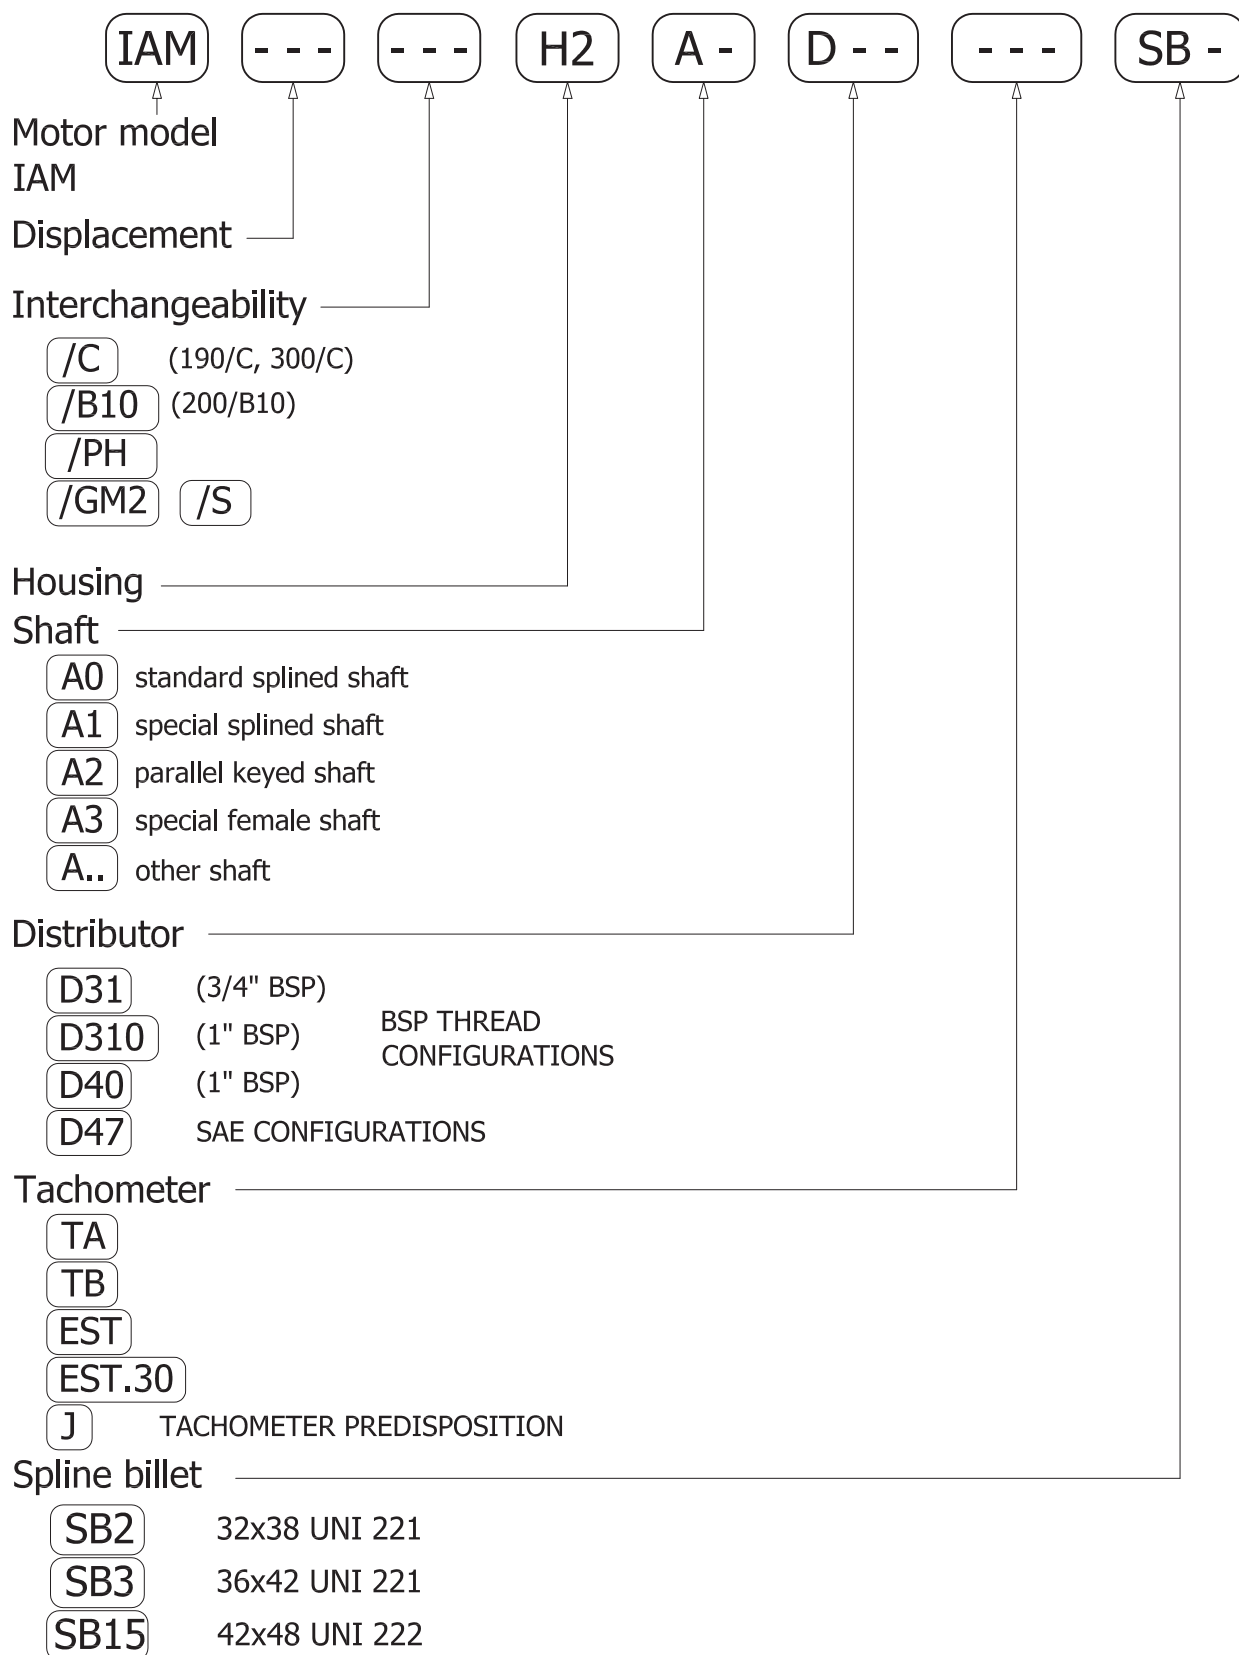 IAM - - - - - - H2 A - D - - - - - SB -
Motor model
IAM
Displacement
Interchangeability
/C (190/C, 300/C)
/B10 (200/B10)
/PH
/GM2 /S
Housing
Shaft
A0 standard splined shaft
A1 special splined shaft
A2 parallel keyed shaft
A3 special female shaft
A.. other shaft
Distributor
D31 (3/4" BSP)
D310 (1" BSP) BSP THREAD
CONFIGURATIONS
D40 (1" BSP)
D47 SAE CONFIGURATIONS
Tachometer
TA
TB
EST
EST.30
J TACHOMETER PREDISPOSITION
Spline billet
SB2 32x38 UNI 221
SB3 36x42 UNI 221
SB15 42x48 UNI 222